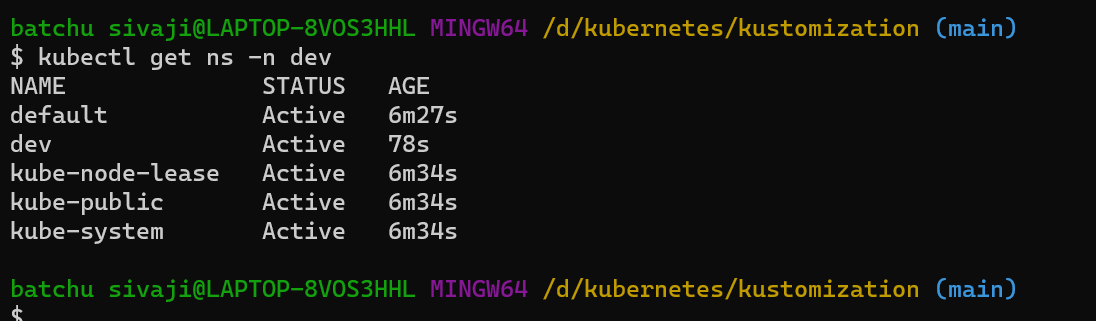 batchu sivaji@LAPTOP-8VOS3HHL MINGW64 /d/kubernetes/kustomization (main)
$ kubectl get ns -n dev
NAME              STATUS   AGE
default           Active   6m27s
dev               Active   78s
kube-node-lease   Active   6m34s
kube-public       Active   6m34s
kube-system       Active   6m34s
batchu sivaji@LAPTOP-8VOS3HHL MINGW64 /d/kubernetes/kustomization (main)
$